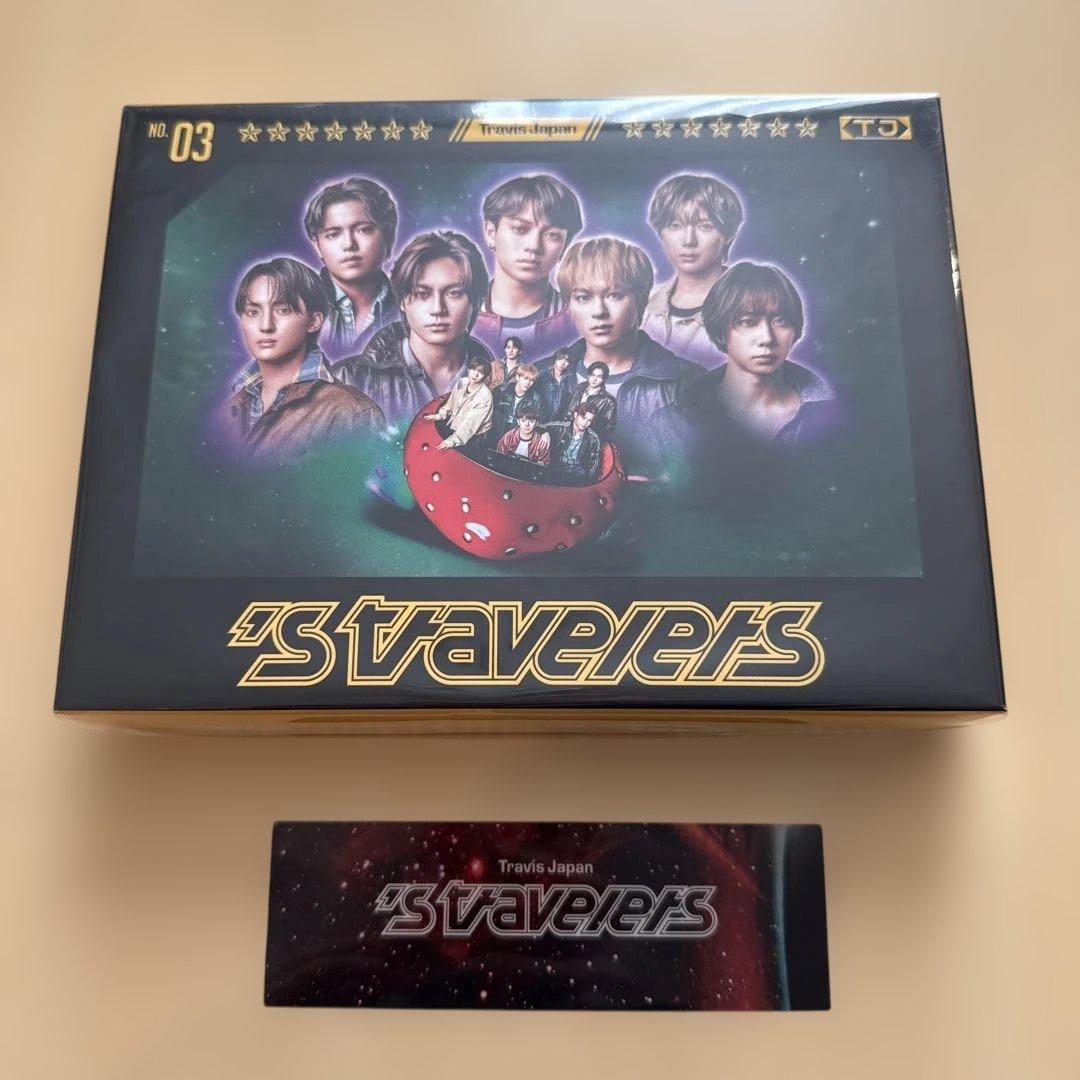 NO. 03
Travis Japan
TJ
's travelers
Travis Japan
's travelers